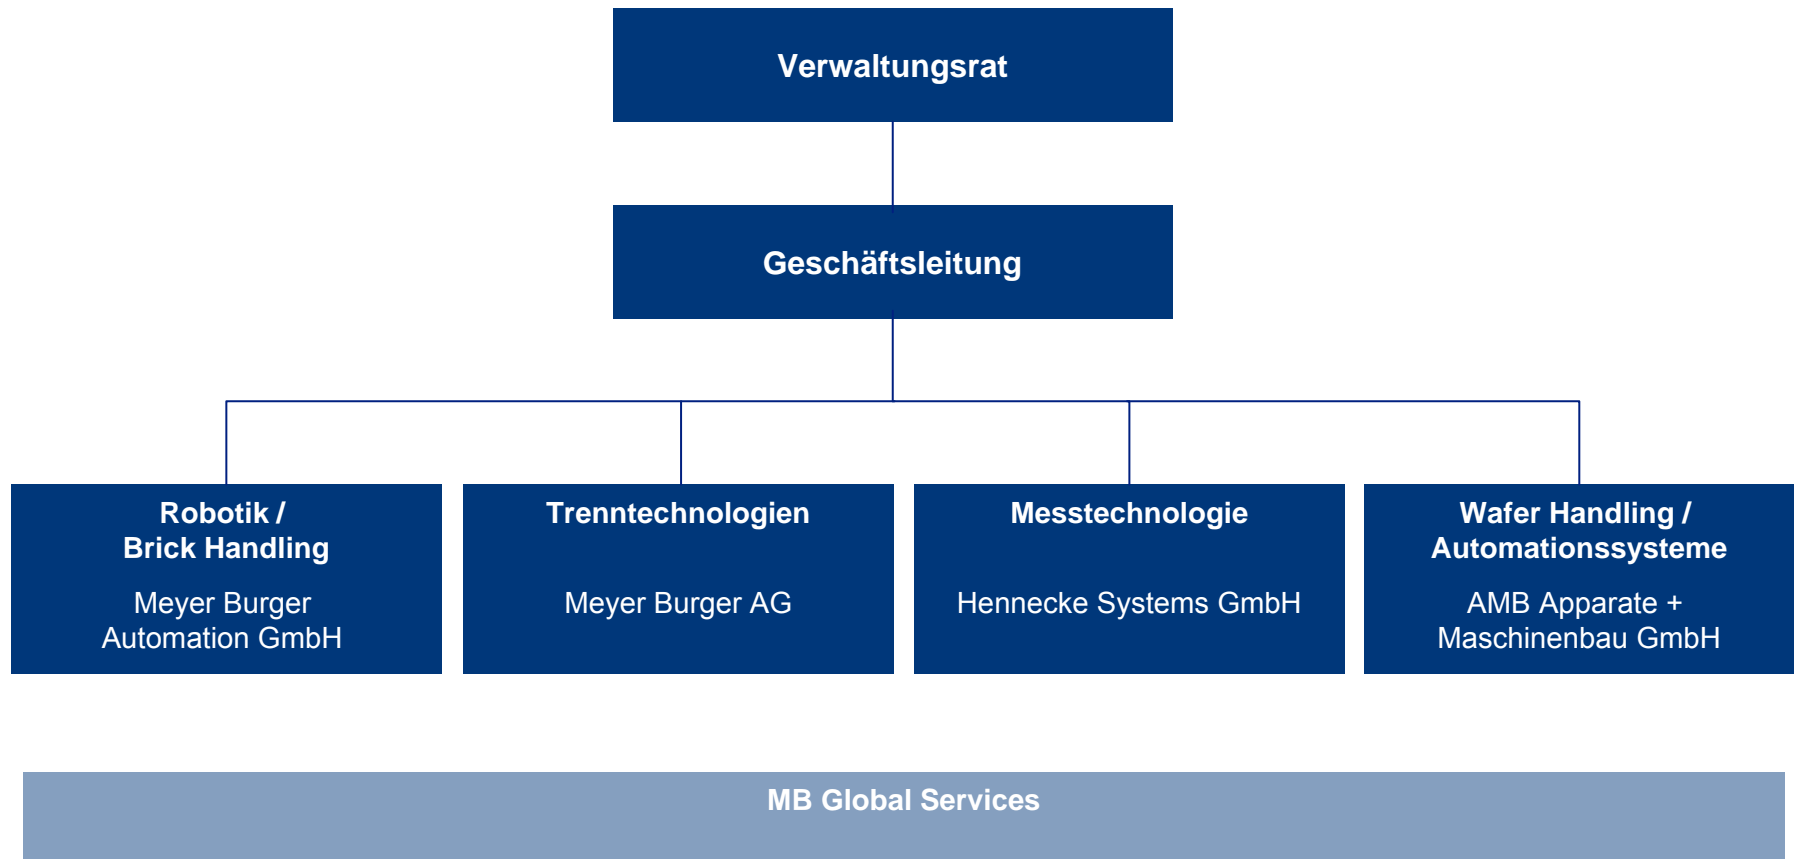 Verwaltungsrat
Geschäftsleitung
Robotik /
Brick Handling
Meyer Burger
Automation GmbH
Trenntechnologien
Meyer Burger AG
Messtechnologie
Hennecke Systems GmbH
Wafer Handling /
Automationssysteme
AMB Apparate +
Maschinenbau GmbH
MB Global Services